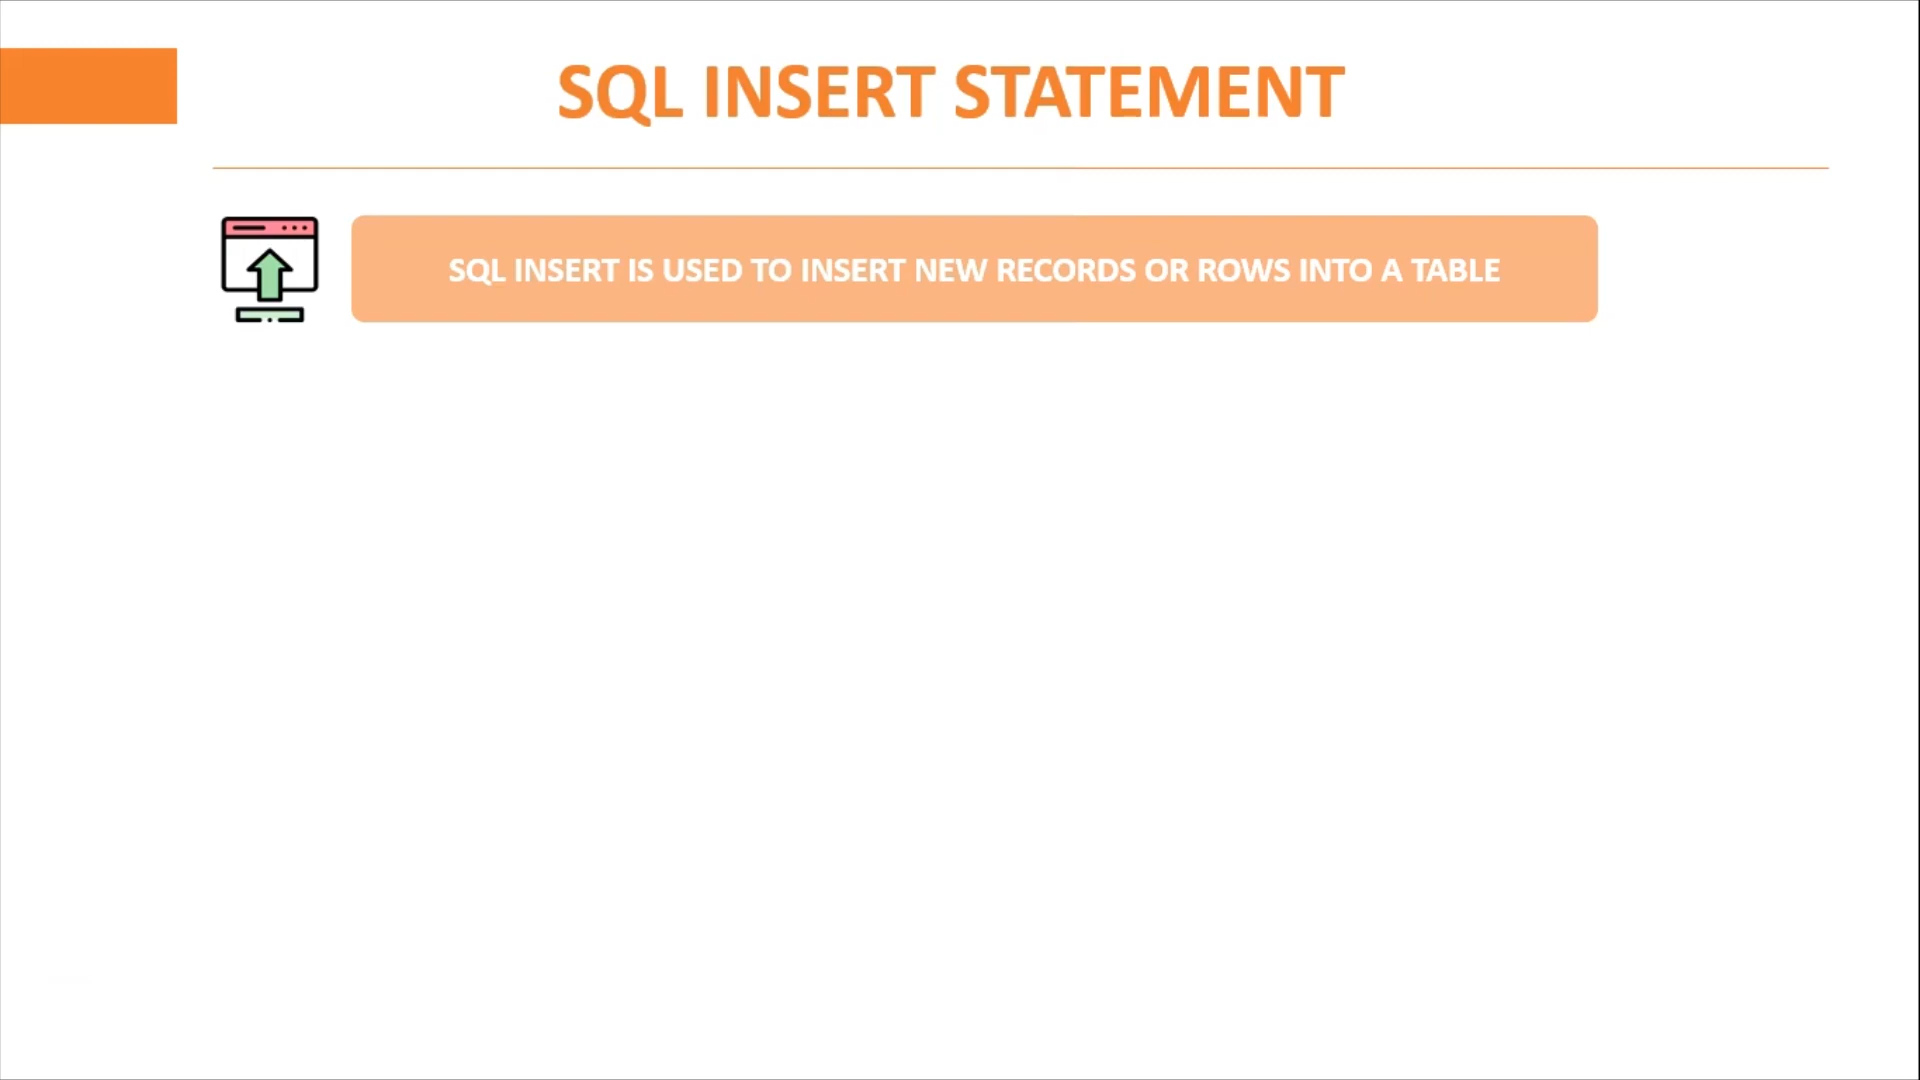 SQL INSERT STATEMENT
SQL INSERT IS USED TO INSERT NEW RECORDS OR ROWS INTO A TABLE